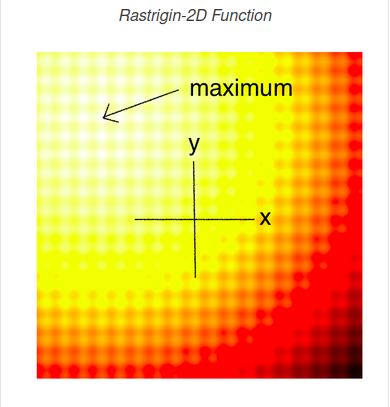 Rastrigin-2D Function
maximum
y
x